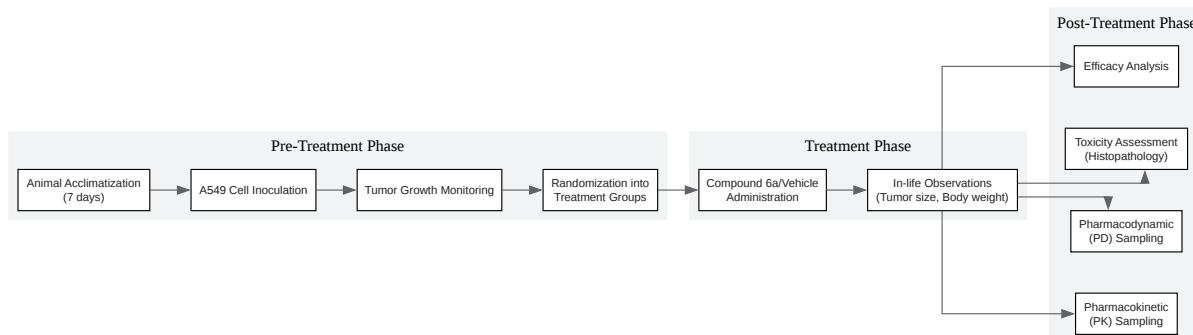 Pre-Treatment Phase
Animal Acclimatization
(7 days)
A549 Cell Inoculation
Tumor Growth Monitoring
Randomization into
Treatment Groups
Treatment Phase
Compound 6a/Vehicle
Administration
In-life Observations
(Tumor size, Body weight)
Post-Treatment Phase
Efficacy Analysis
Toxicity Assessment
(Histopathology)
Pharmacodynamic
(PD) Sampling
Pharmacokinetic
(PK) Sampling